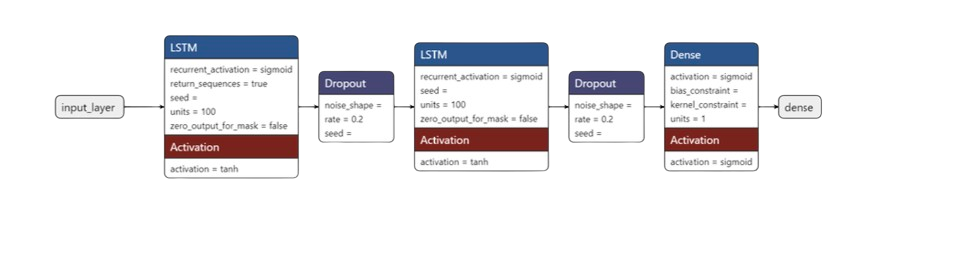 input_layer
LSTM
recurrent_activation = sigmoid
return_sequences = true
seed =
units = 100
zero_output_for_mask = false
Activation
activation = tanh
Dropout
noise_shape =
rate = 0.2
seed =
LSTM
recurrent_activation = sigmoid
seed =
units = 100
zero_output_for_mask = false
Activation
activation = tanh
Dropout
noise_shape =
rate = 0.2
seed =
Dense
activation = sigmoid
bias_constraint =
kernel_constraint =
units = 1
Activation
activation = sigmoid
dense